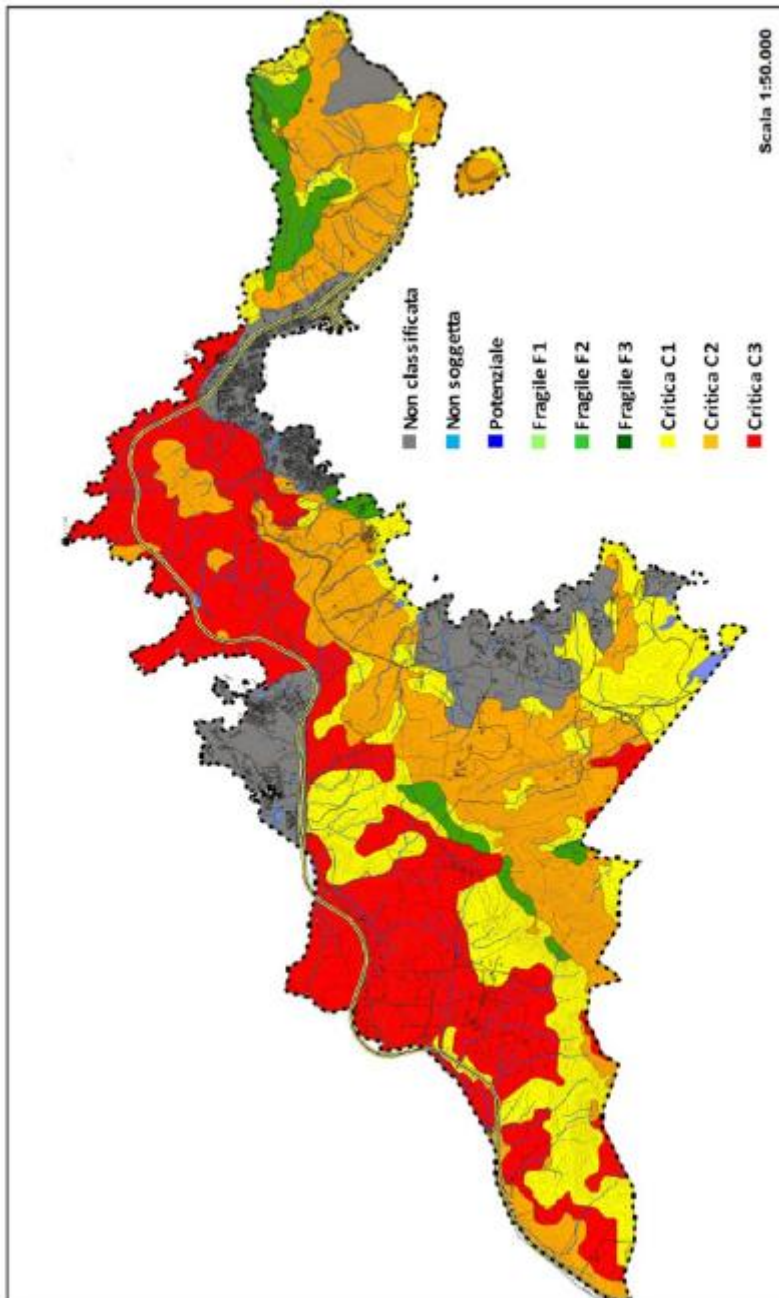 Non classificata
Non soggetta
Potenziale
Fragile F1
Fragile F2
Fragile F3
Critica C1
Critica C2
Critica C3
Scala 1:50.000